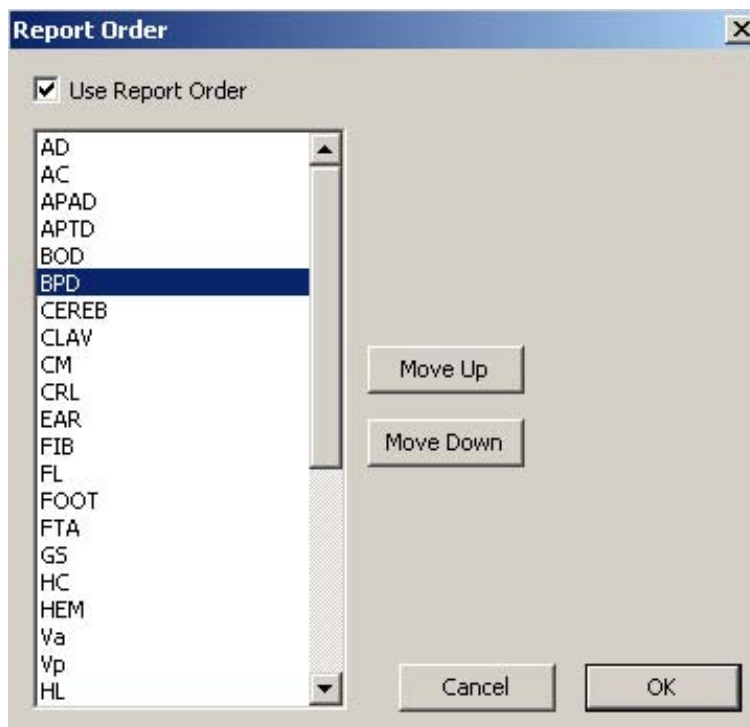 Report Order
Use Report Order
AD
AC
APAD
APTD
BOD
BPD
CEREB
CLAV
CM
CRL
EAR
FIB
FL
FOOT
FTA
GS
HC
HEM
Va
Vp
HL
Move Up
Move Down
Cancel
OK